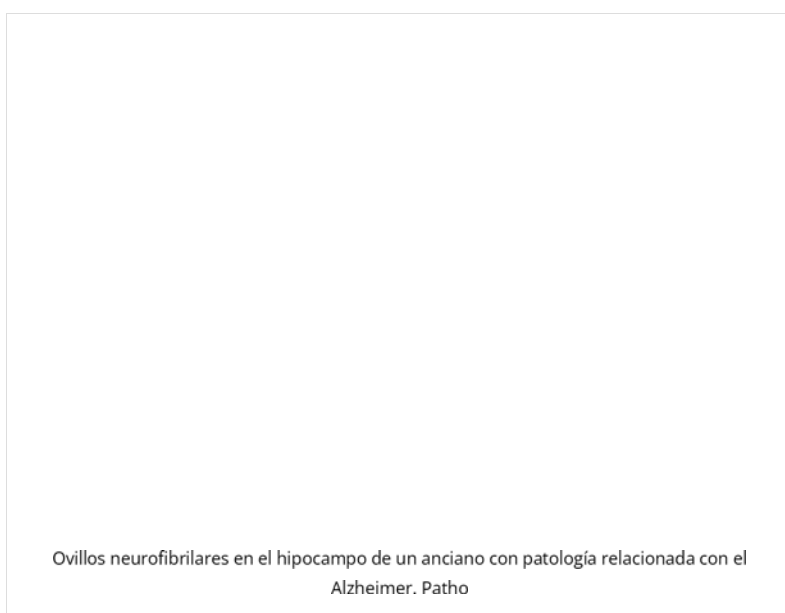 Ovillos neurofibrilares en el hipocampo de un anciano con patología relacionada con el
Alzheimer. Patho